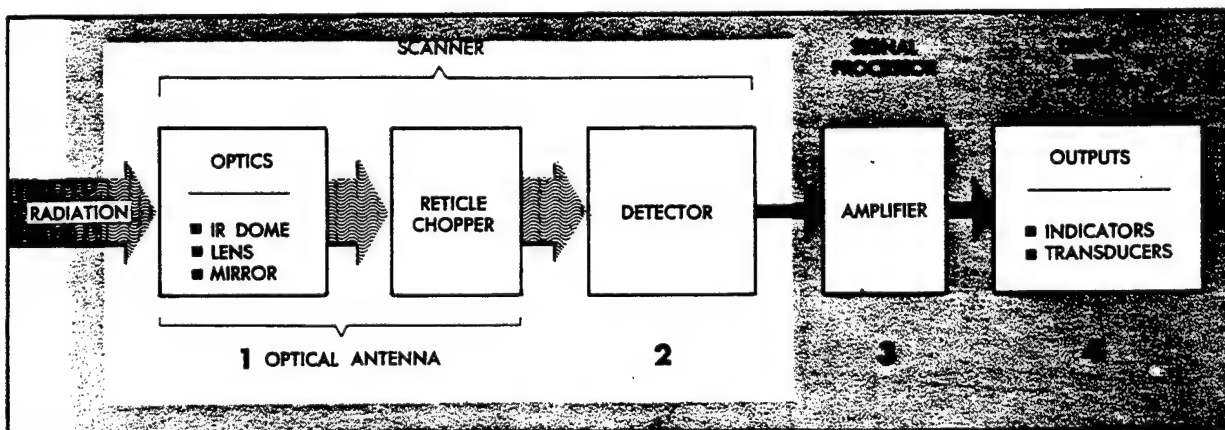 SCANNER
SIGNAL
PROCESSOR
RADIATION
OPTICS
■ IR DOME
■ LENS
■ MIRROR
RETICLE
CHOPPER
DETECTOR
AMPLIFIER
OUTPUTS
■ INDICATORS
■ TRANSDUCERS
1 OPTICAL ANTENNA
2
3
4